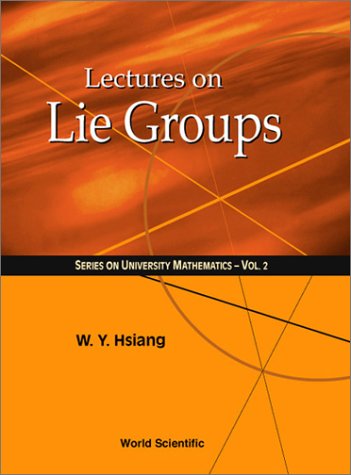 Lectures on
Lie Groups
SERIES ON UNIVERSITY MATHEMATICS – VOL. 2
W. Y. Hsiang
World Scientific